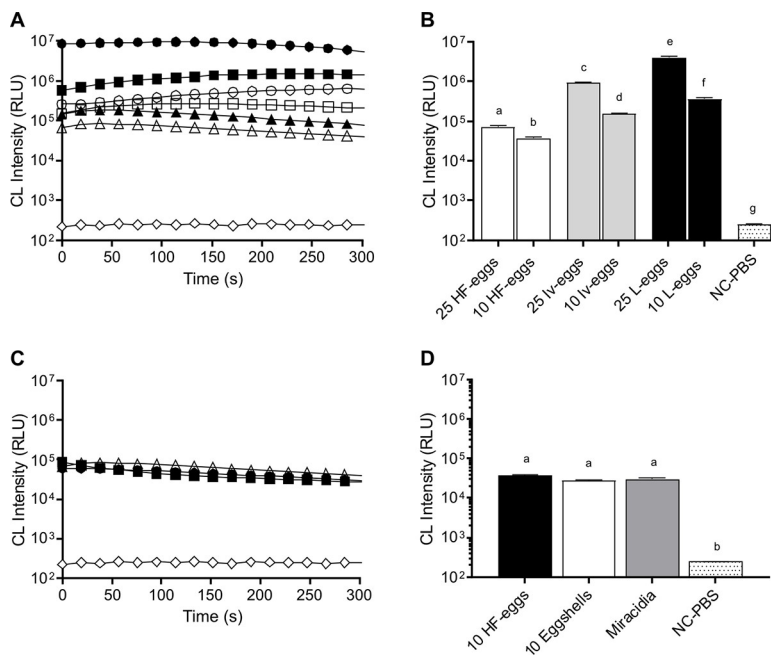 A
CL Intensity (RLU)
10⁷
10⁶
10⁵
10⁴
10³
10²
0 50 100 150 200 250 300
Time (s)
B
CL Intensity (RLU)
10⁷
10⁶
10⁵
10⁴
10³
10²
a b c d e f g
25 HF-eggs
10 HF-eggs
25 Iv-eggs
10 Iv-eggs
25 L-eggs
10 L-eggs
NC-PBS
C
CL Intensity (RLU)
10⁷
10⁶
10⁵
10⁴
10³
10²
0 50 100 150 200 250 300
Time (s)
D
CL Intensity (RLU)
10⁷
10⁶
10⁵
10⁴
10³
10²
a a a b
10 HF-eggs
10 Eggshells
Miracidia
NC-PBS